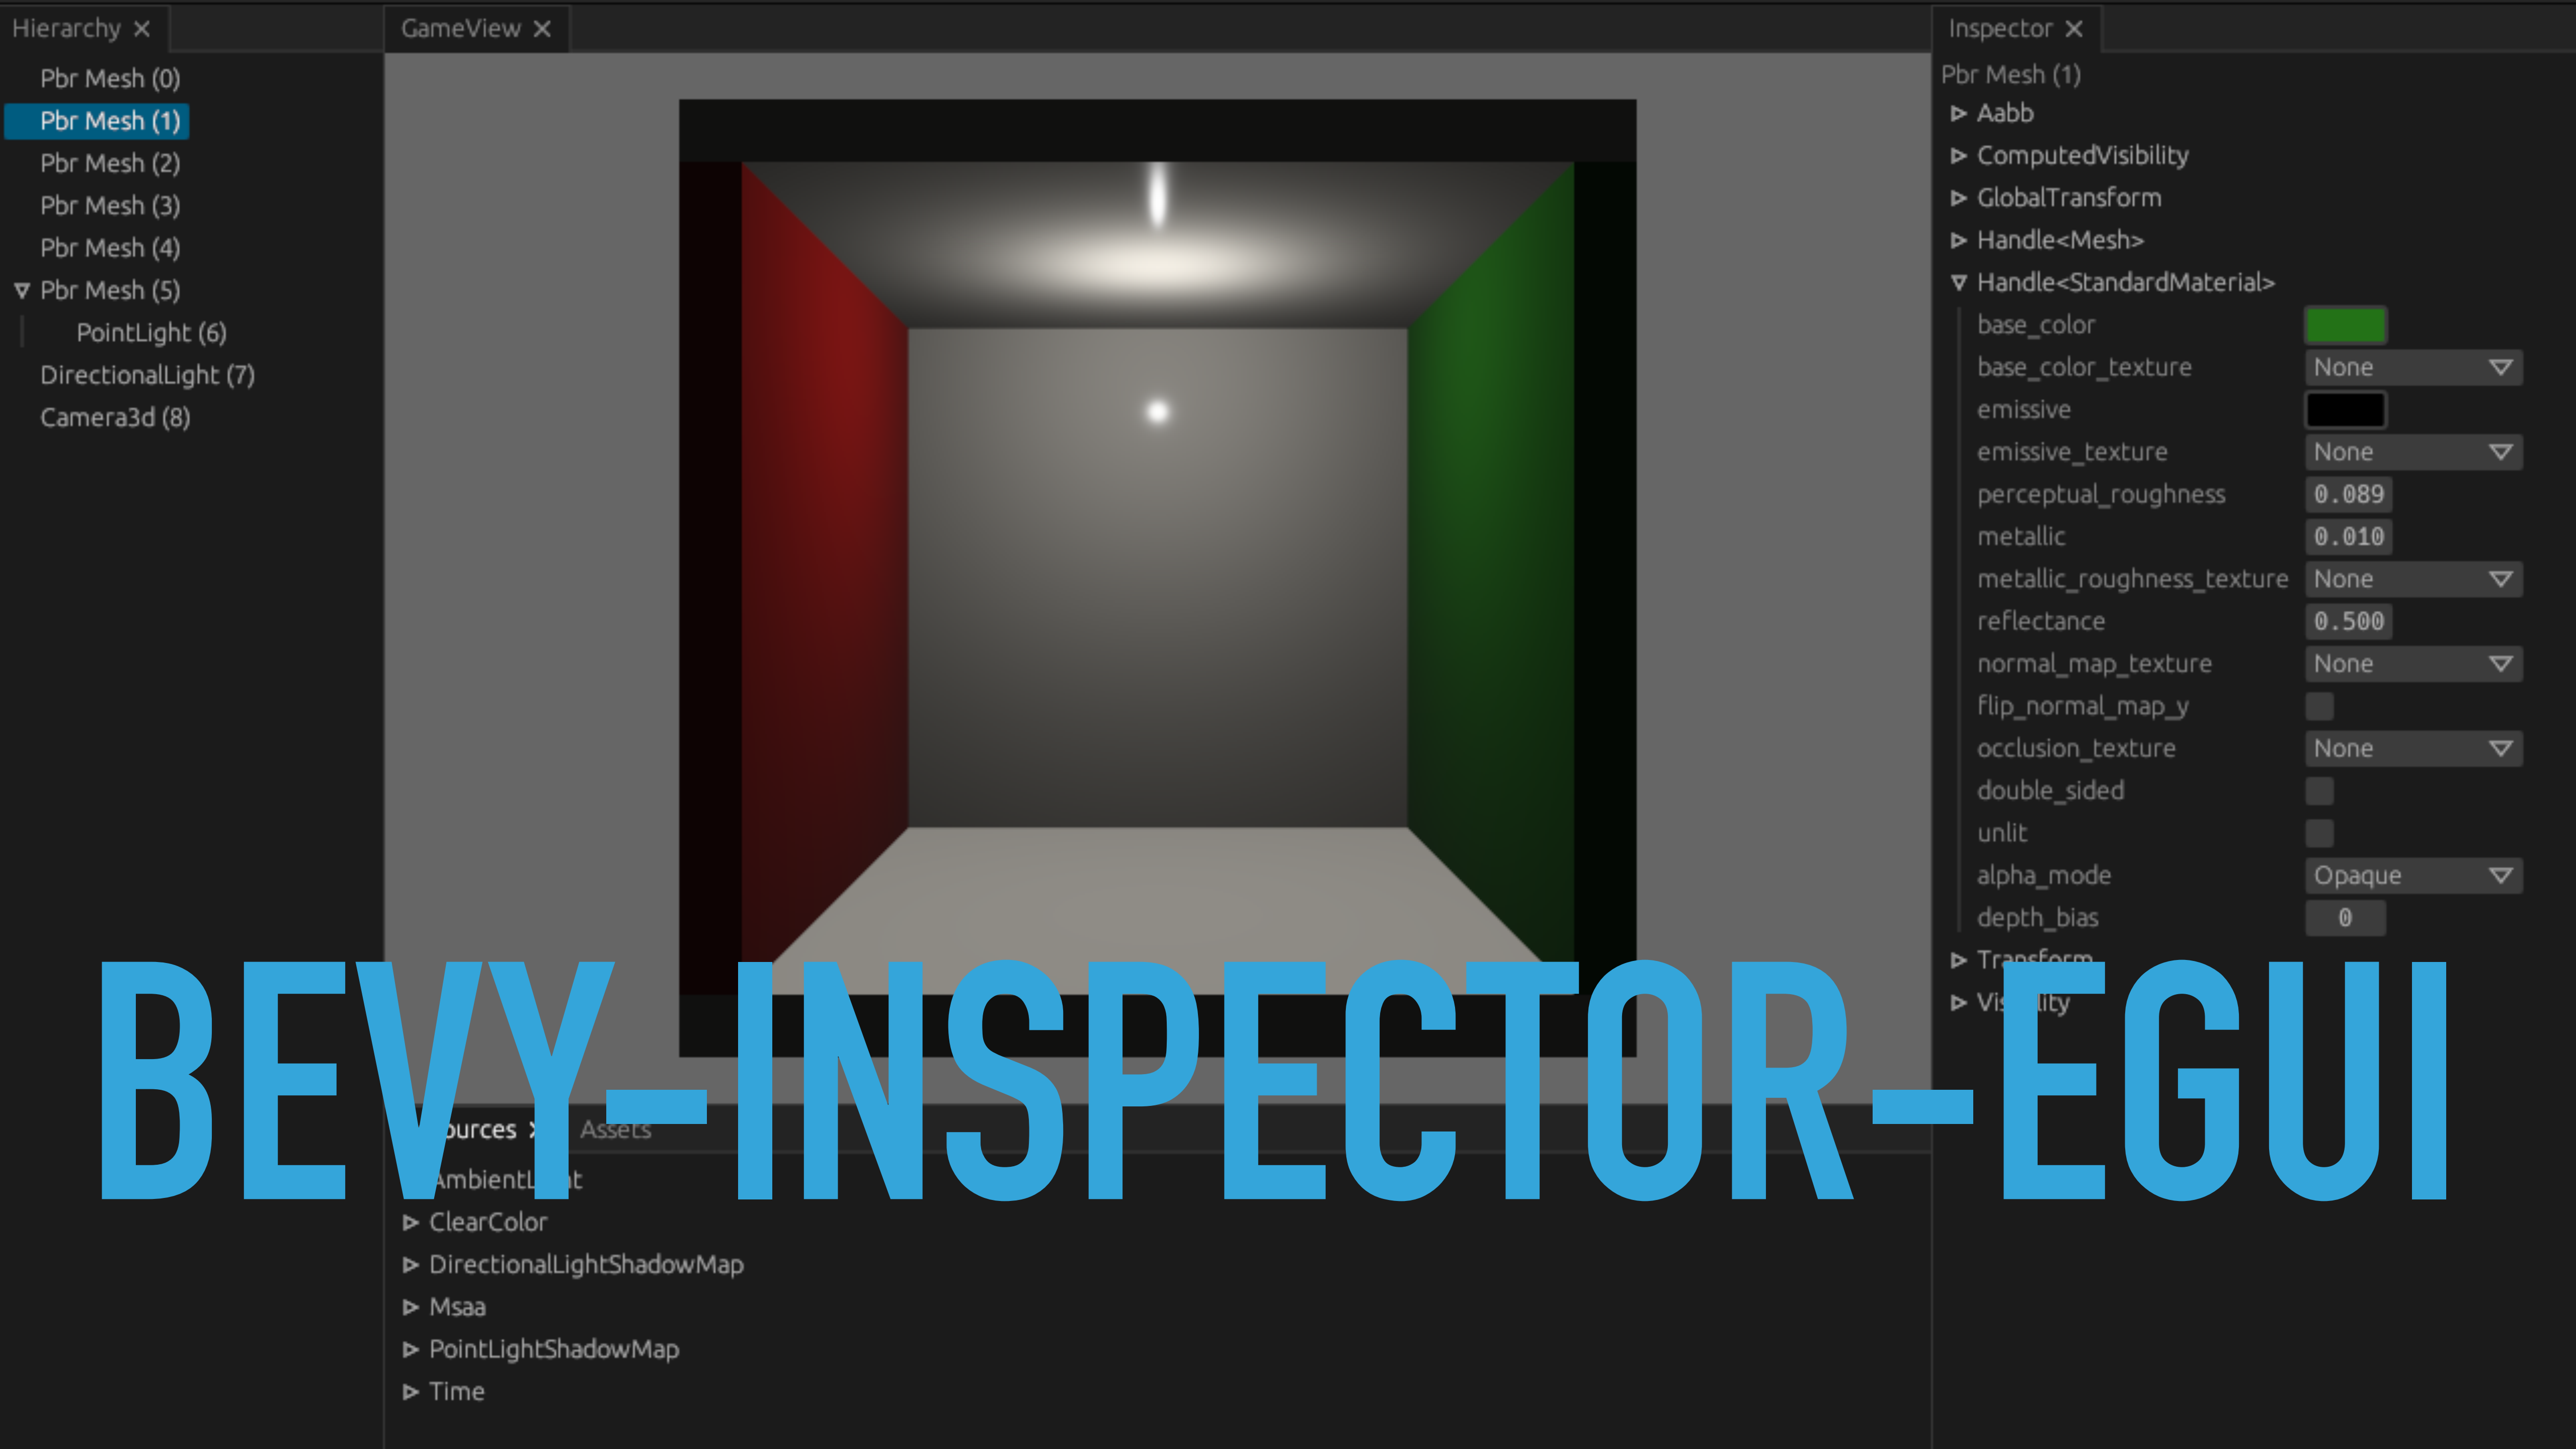 Hierarchy
Pbr Mesh (0)
Pbr Mesh (1)
Pbr Mesh (2)
Pbr Mesh (3)
Pbr Mesh (4)
Pbr Mesh (5)
PointLight (6)
DirectionalLight (7)
Camera3d (8)
GameView
Inspector
Pbr Mesh (1)
Aabb
ComputedVisibility
GlobalTransform
Handle<Mesh>
Handle<StandardMaterial>
base_color
base_color_texture None
emissive
emissive_texture None
perceptual_roughness 0.089
metallic 0.010
metallic_roughness_texture None
reflectance 0.500
normal_map_texture None
flip_normal_map_y
occlusion_texture None
double_sided
unlit
alpha_mode Opaque
depth_bias 0
Transform
BEVY-INSPECTOR-EGUI
Assets
ClearColor
DirectionalLightShadowMap
Msaa
PointLightShadowMap
Time